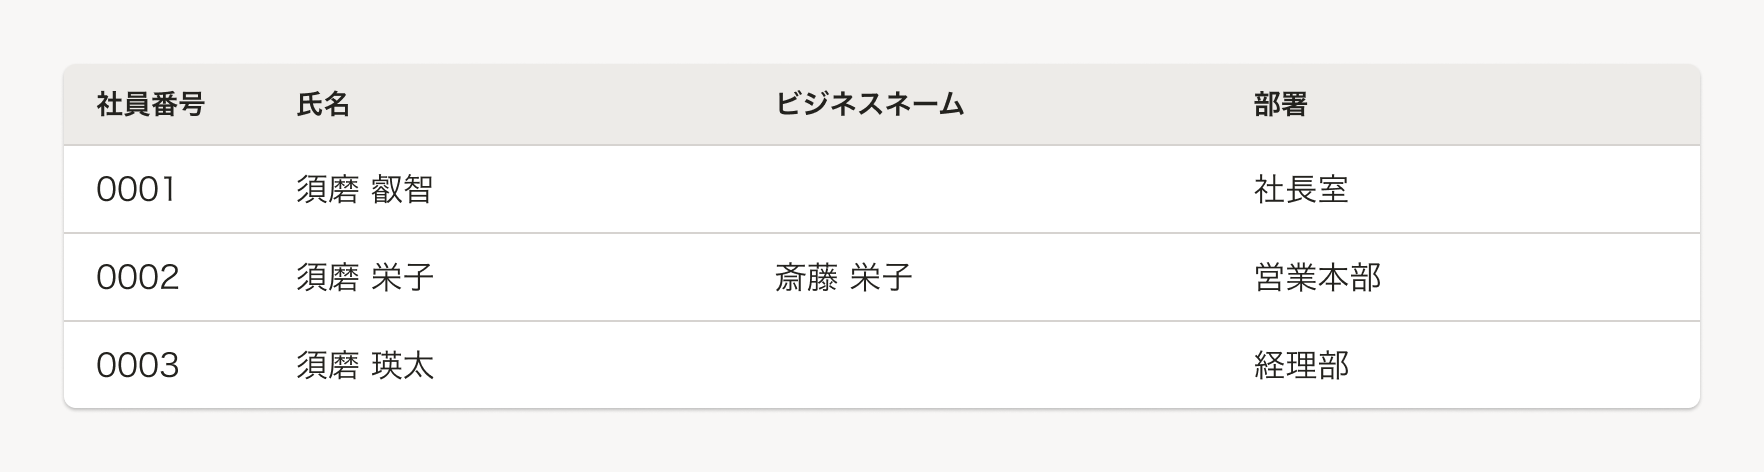 社員番号 氏名 ビジネスネーム 部署
0001 須磨 叡智 社長室
0002 須磨 栄子 斎藤 栄子 営業本部
0003 須磨 瑛太 経理部